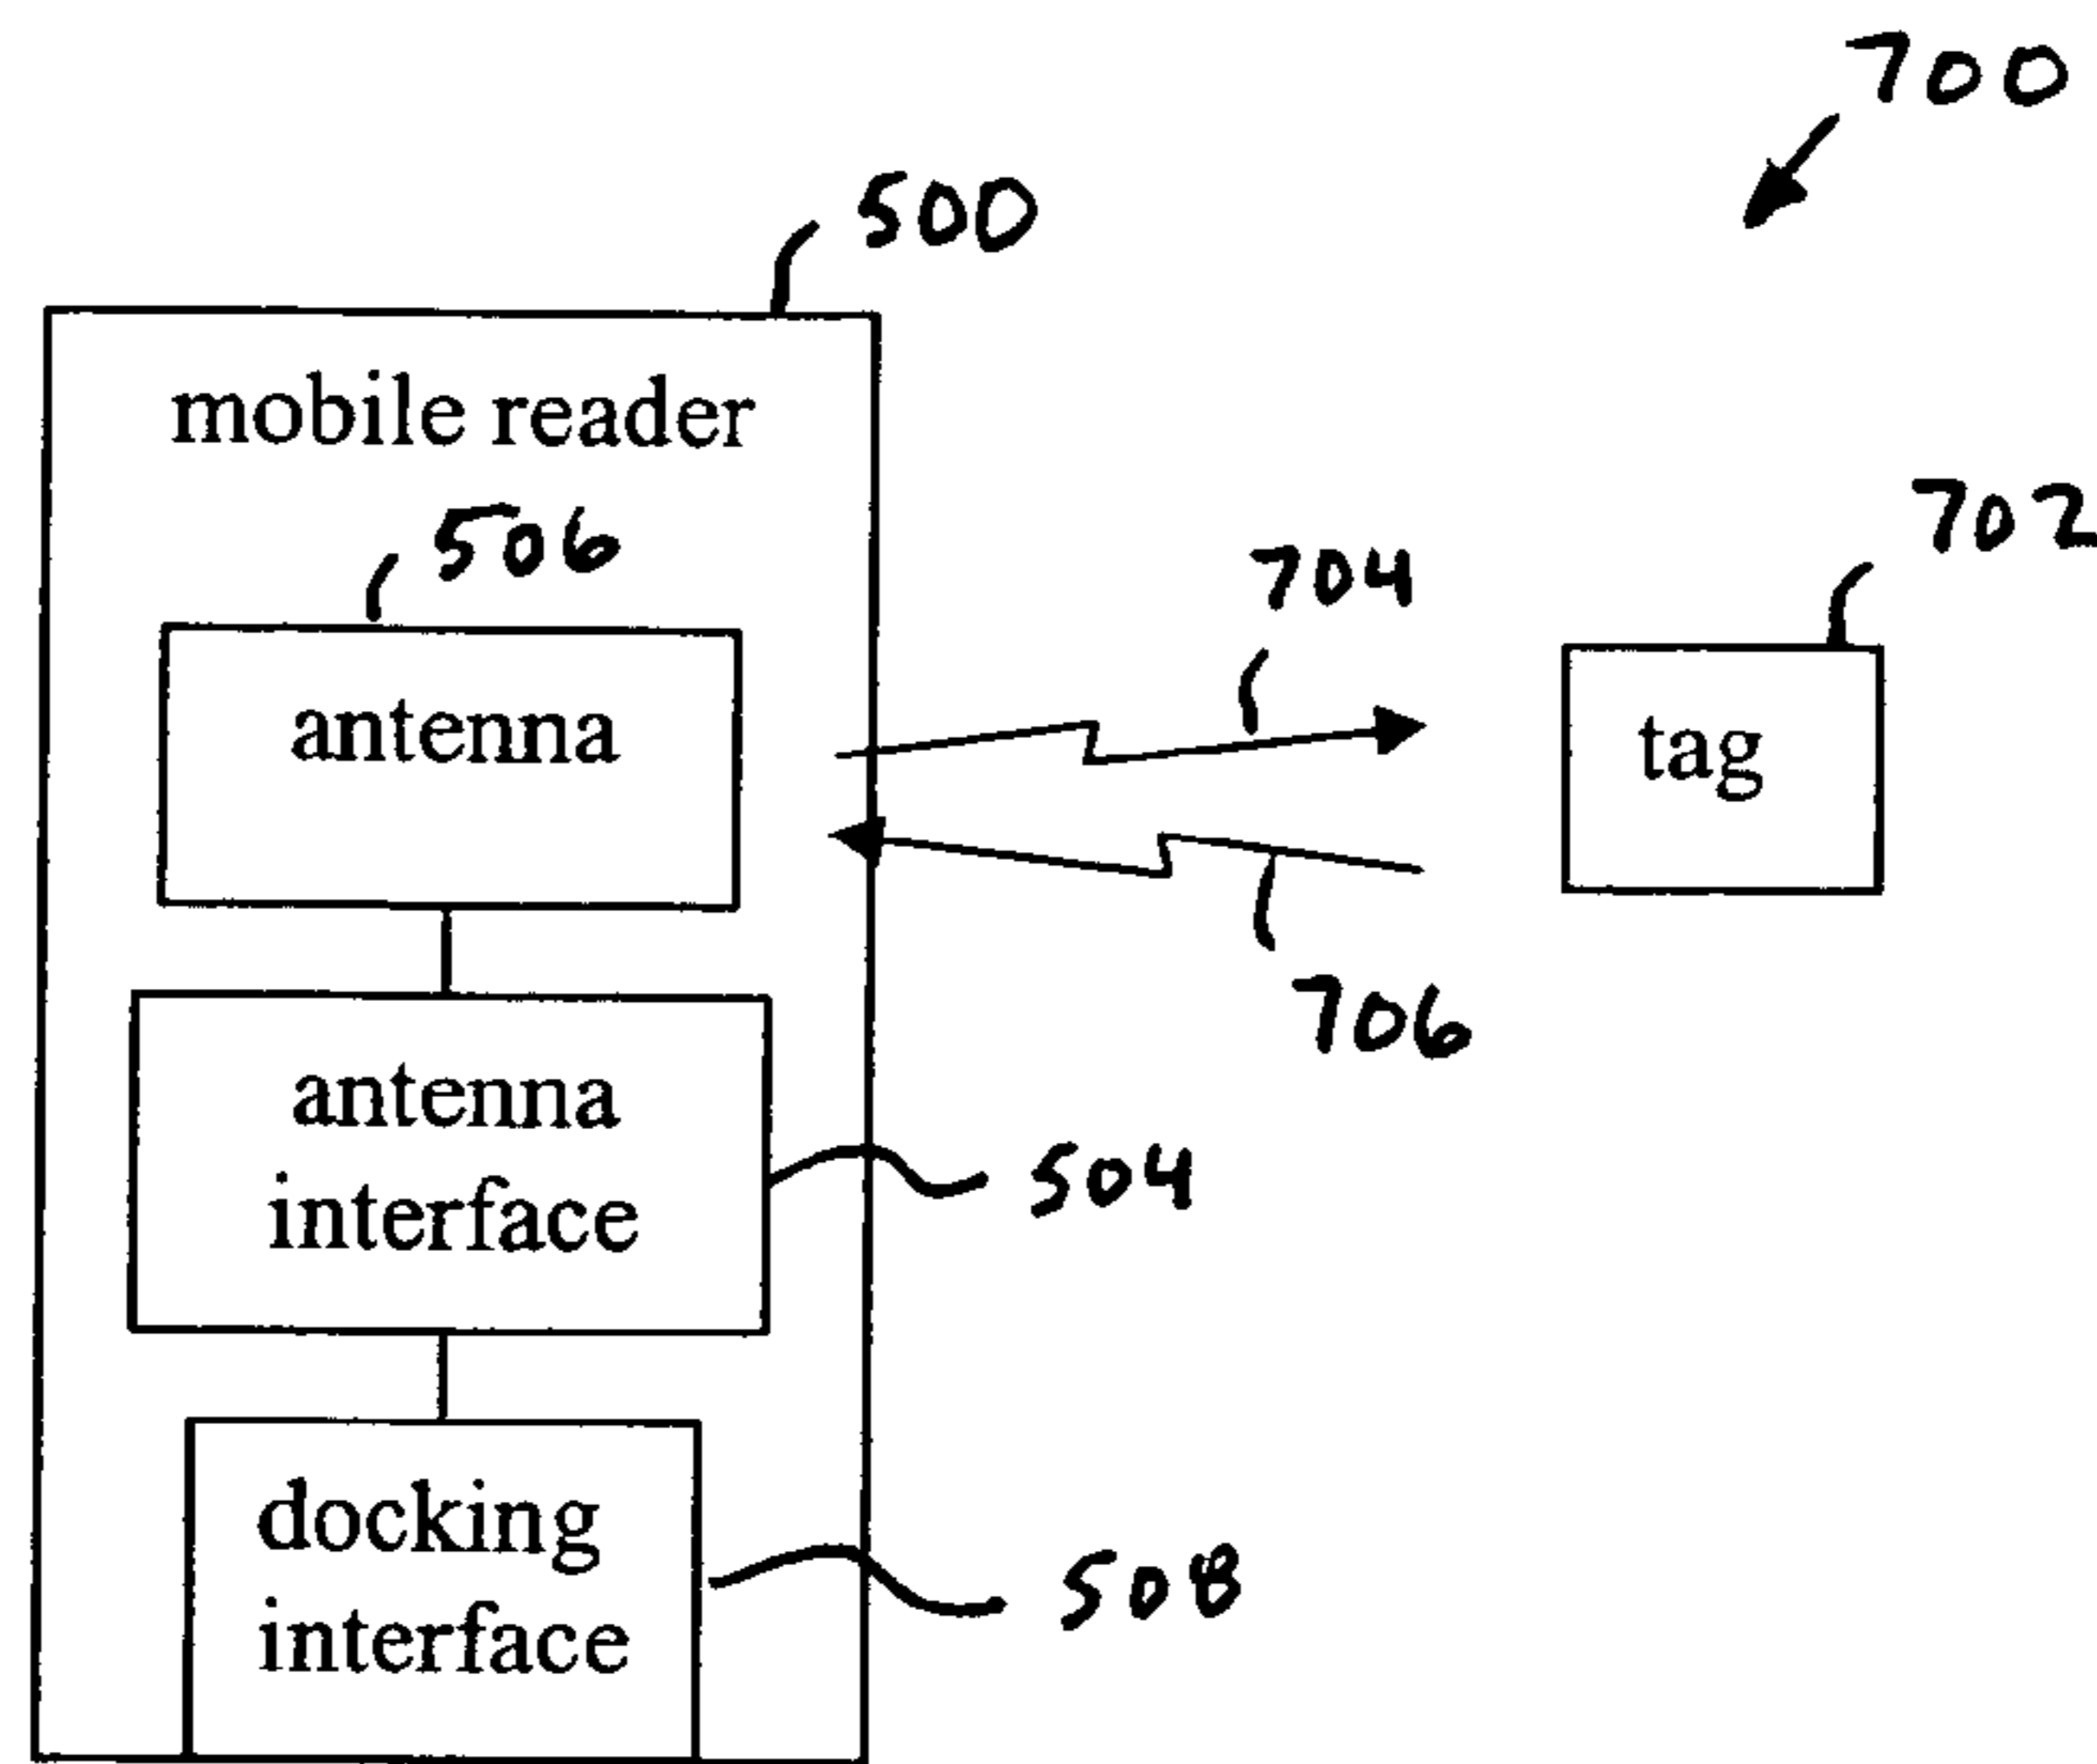 700
500
mobile reader
506
702
704
antenna
tag
706
antenna
interface
504
docking
interface
508